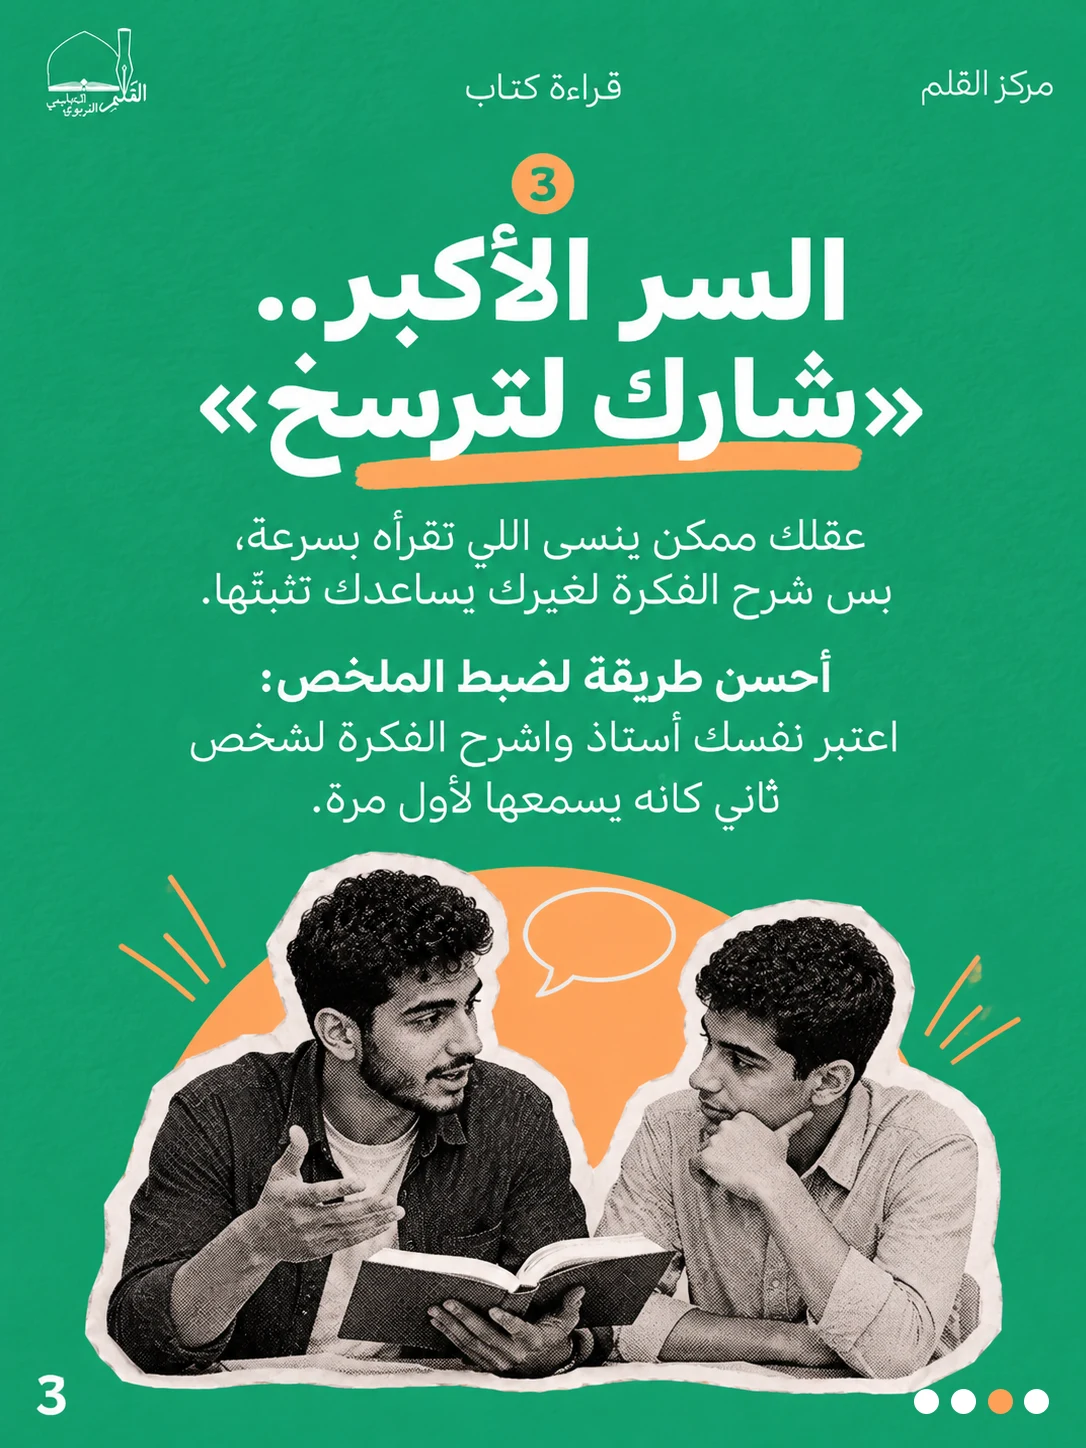 مركز القلم
قراءة كتاب
القلم
التربوي
3
السر الأكبر..
«شارك لترسخ»
عقلك ممكن ينسى اللي تقرأه بسرعة،
بس شرح الفكرة لغيرك يساعدك تثبتّها.
أحسن طريقة لضبط الملخص:
اعتبر نفسك أستاذ واشرح الفكرة لشخص
ثاني كانه يسمعها لأول مرة.
3